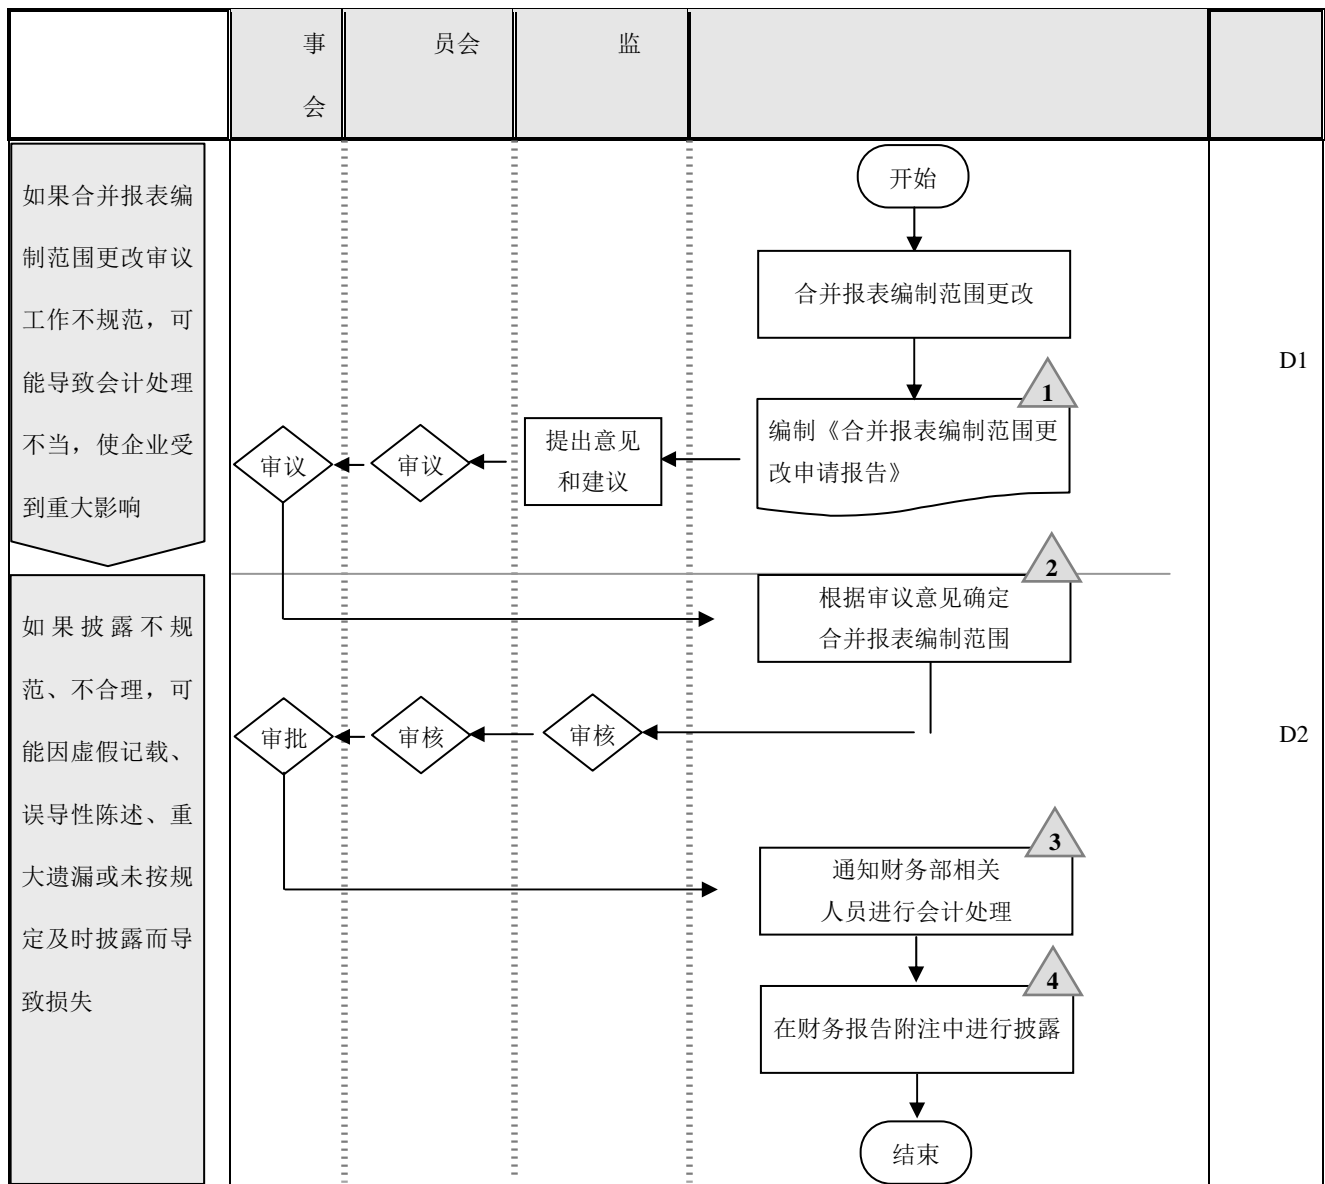 事
会
员会
监
如果合并报表编
制范围更改审议
工作不规范，可
能导致会计处理
不当，使企业受
到重大影响
开始
合并报表编制范围更改
1
编制《合并报表编制范围更
改申请报告》
提出意见
和建议
审议
审议
D1
如果披露不规
范、不合理，可
能因虚假记载、
误导性陈述、重
大遗漏或未按规
定及时披露而导
致损失
2
根据审议意见确定
合并报表编制范围
审核
审核
审批
D2
3
通知财务部相关
人员进行会计处理
4
在财务报告附注中进行披露
结束